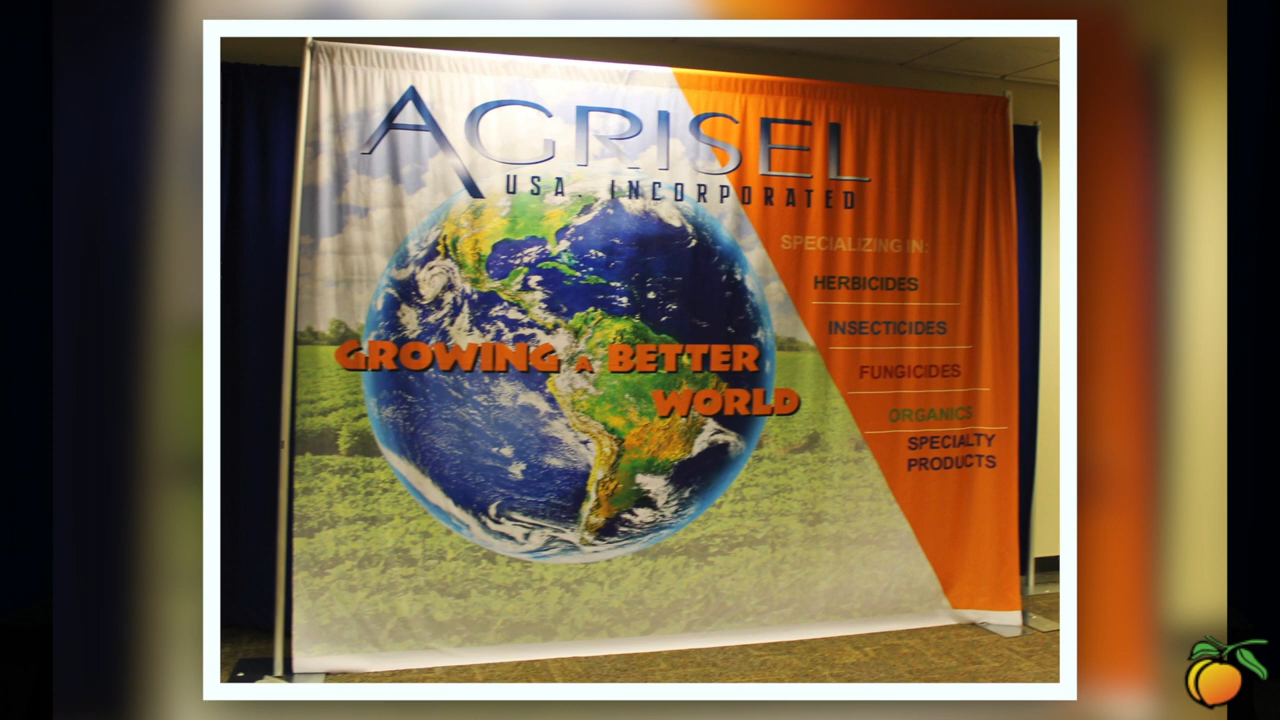 AGRISEL
USA, INCORPORATED
SPECIALIZING IN:
HERBICIDES
INSECTICIDES
FUNGICIDES
ORGANICS
SPECIALTY
PRODUCTS
GROWING A BETTER
WORLD